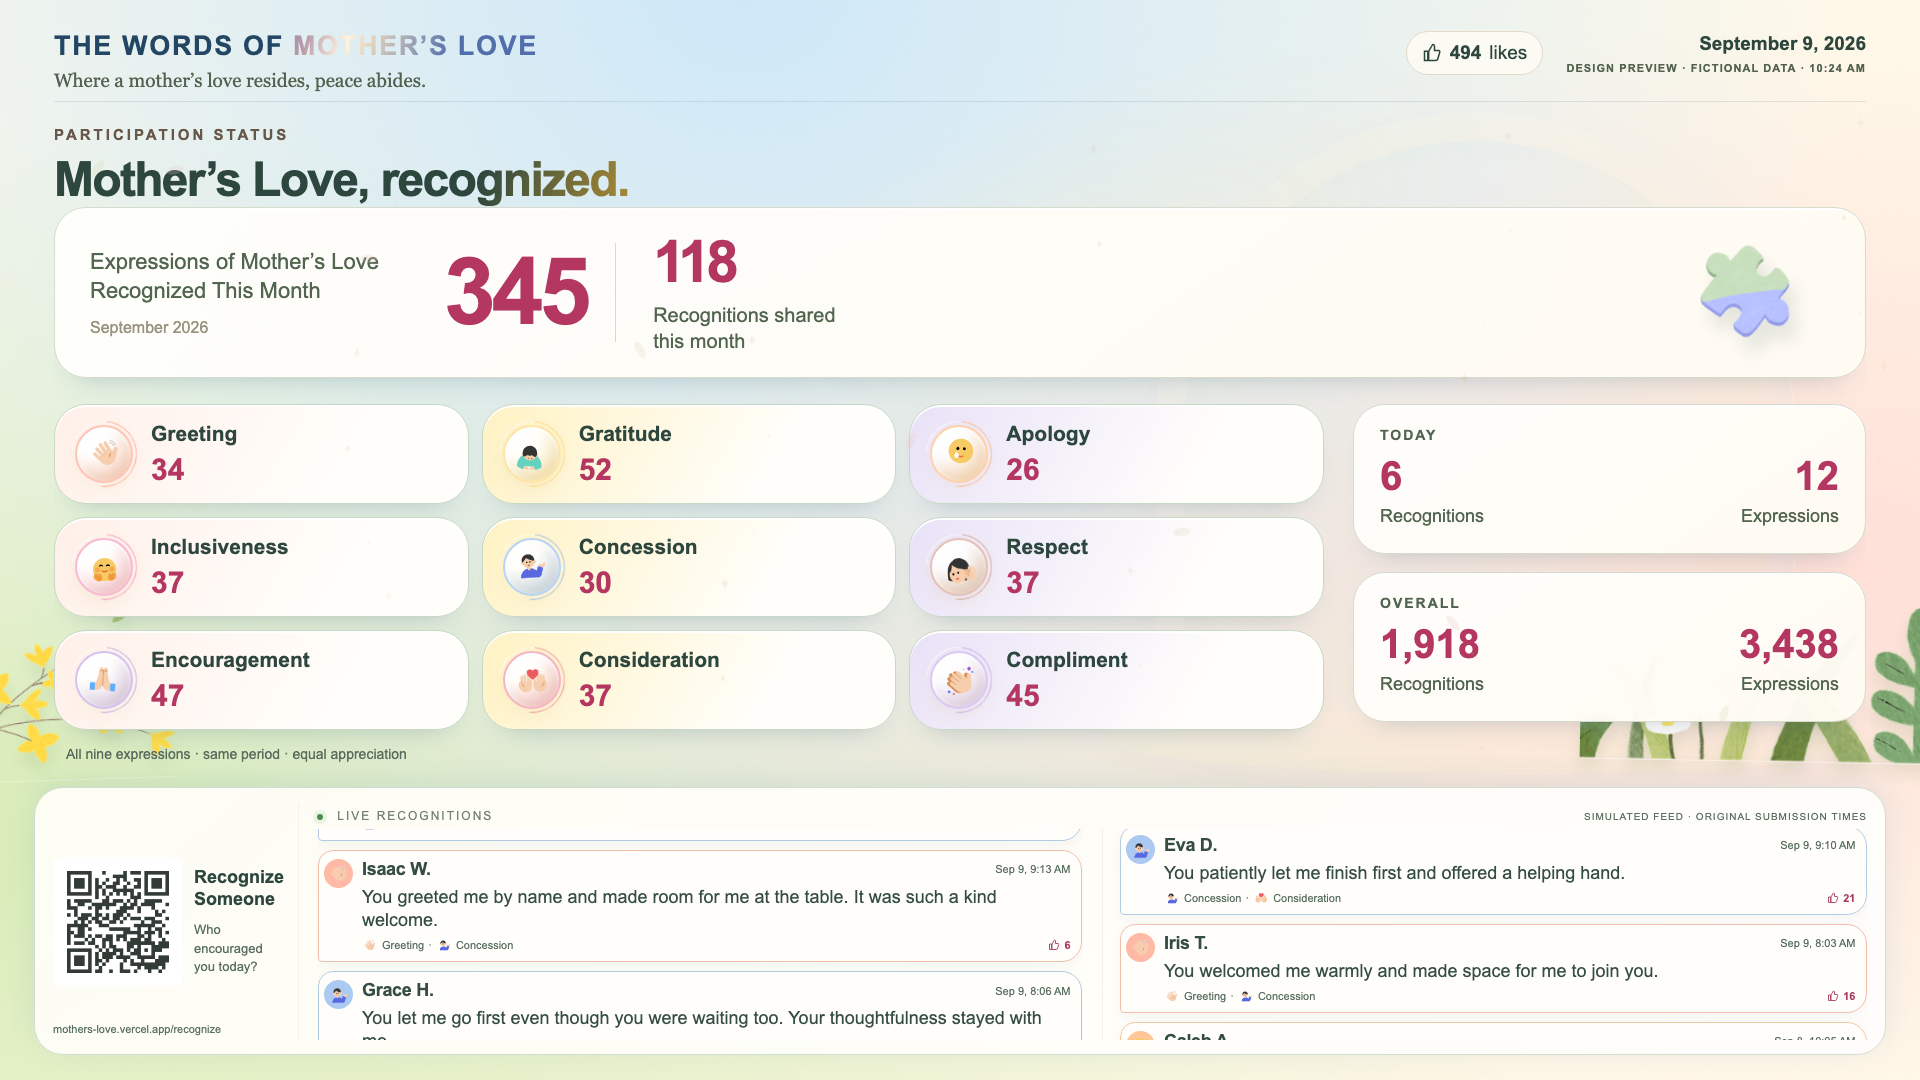 THE WORDS OF MOTHER’S LOVE
Where a mother’s love resides, peace abides.
494 likes
September 9, 2026
DESIGN PREVIEW · FICTIONAL DATA · 10:24 AM
PARTICIPATION STATUS
Mother’s Love, recognized.
Expressions of Mother’s Love
Recognized This Month
September 2026
345
118
Recognitions shared
this month
Greeting
34
Gratitude
52
Apology
26
Inclusiveness
37
Concession
30
Respect
37
Encouragement
47
Consideration
37
Compliment
45
All nine expressions · same period · equal appreciation
TODAY
6
Recognitions
12
Expressions
OVERALL
1,918
Recognitions
3,438
Expressions
Recognize
Someone
Who
encouraged
you today?
mothers-love.vercel.app/recognize
LIVE RECOGNITIONS
SIMULATED FEED · ORIGINAL SUBMISSION TIMES
Isaac W.
Sep 9, 9:13 AM
You greeted me by name and made room for me at the table. It was such a kind
welcome.
Greeting · Concession
6
Grace H.
Sep 9, 8:06 AM
You let me go first even though you were waiting too. Your thoughtfulness stayed with
me.
Eva D.
Sep 9, 9:10 AM
You patiently let me finish first and offered a helping hand.
Concession · Consideration
21
Iris T.
Sep 9, 8:03 AM
You welcomed me warmly and made space for me to join you.
Greeting · Concession
16
Caleb A.